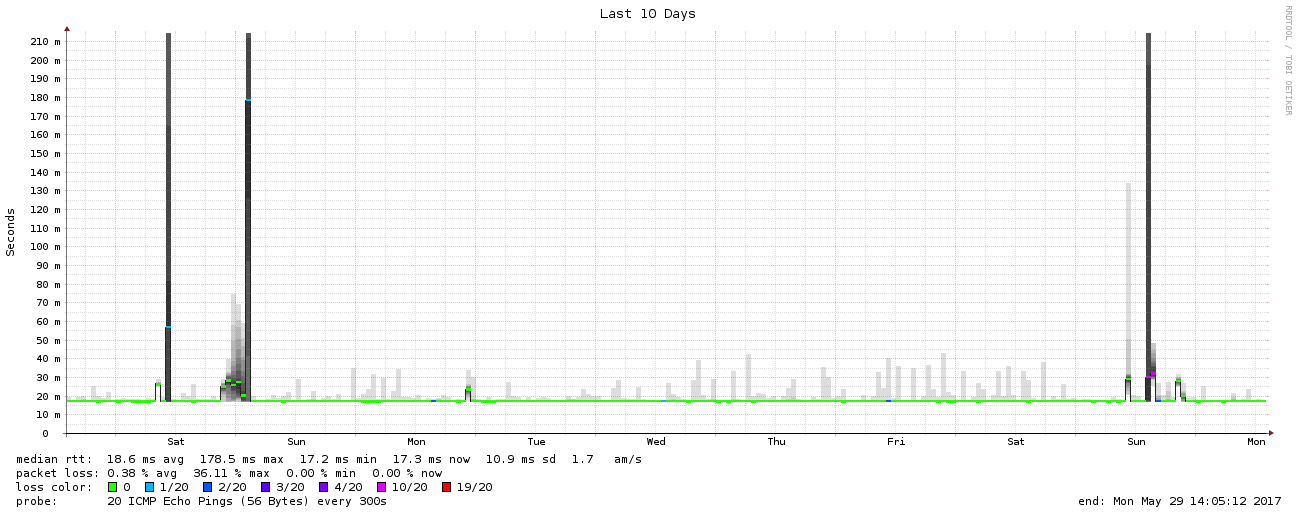 Last 10 Days
RRDTOOL / TOBI OETIKER
Seconds
210 m
200 m
190 m
180 m
170 m
160 m
150 m
140 m
130 m
120 m
110 m
100 m
90 m
80 m
70 m
60 m
50 m
40 m
30 m
20 m
10 m
0
Sat Sun Mon Tue Wed Thu Fri Sat Sun Mon
median rtt: 18.6 ms avg 178.5 ms max 17.2 ms min 17.3 ms now 10.9 ms sd 1.7 am/s
packet loss: 0.38 % avg 36.11 % max 0.00 % min 0.00 % now
loss color: 0 1/20 2/20 3/20 4/20 10/20 19/20
probe: 20 ICMP Echo Pings (56 Bytes) every 300s end: Mon May 29 14:05:12 2017